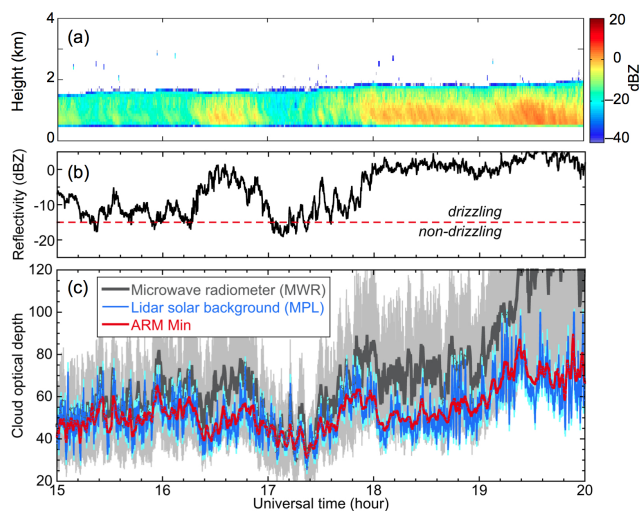 4
(a)
20
2
0
Height (km)
-20
0
-40
dBZ
(b)
0
-10
drizzling
-20
non-drizzling
Reflectivity (dBZ)
120
(c)
Microwave radiometer (MWR)
100
Lidar solar background (MPL)
ARM Min
80
60
40
20
Cloud optical depth
15 16 17 18 19 20
Universal time (hour)